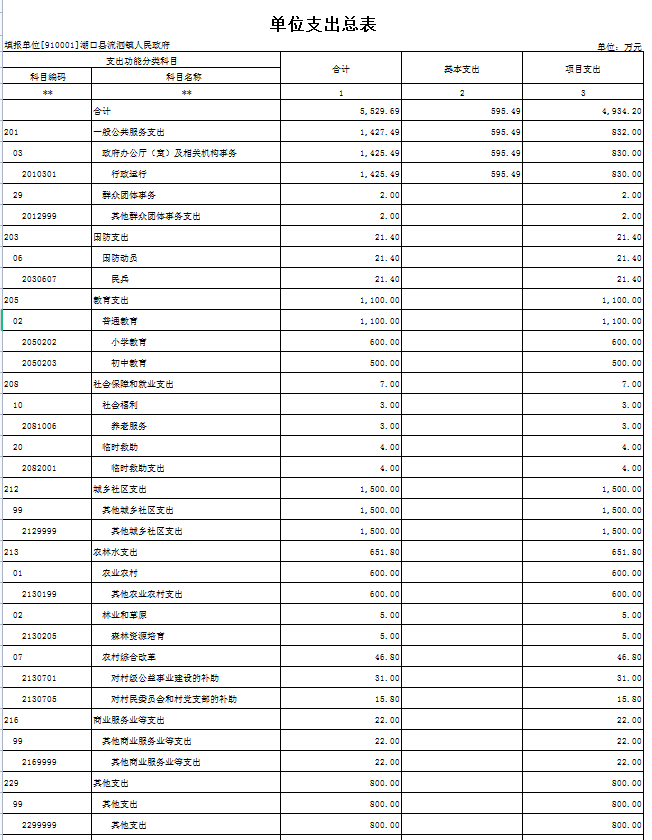 单位支出总表
填报单位[910001]湖口县流泗镇人民政府 单位：万元
支出功能分类科目 合计 基本支出 项目支出
科目编码 科目名称
** ** 1 2 3
合计 5,529.69 595.49 4,934.20
201 一般公共服务支出 1,427.49 595.49 832.00
03 政府办公厅（室）及相关机构事务 1,425.49 595.49 830.00
2010301 行政运行 1,425.49 595.49 830.00
29 群众团体事务 2.00 2.00
2012999 其他群众团体事务支出 2.00 2.00
203 国防支出 21.40 21.40
06 国防动员 21.40 21.40
2030607 民兵 21.40 21.40
205 教育支出 1,100.00 1,100.00
02 普通教育 1,100.00 1,100.00
2050202 小学教育 600.00 600.00
2050203 初中教育 500.00 500.00
208 社会保障和就业支出 7.00 7.00
10 社会福利 3.00 3.00
2081006 养老服务 3.00 3.00
20 临时救助 4.00 4.00
2082001 临时救助支出 4.00 4.00
212 城乡社区支出 1,500.00 1,500.00
99 其他城乡社区支出 1,500.00 1,500.00
2129999 其他城乡社区支出 1,500.00 1,500.00
213 农林水支出 651.80 651.80
01 农业农村 600.00 600.00
2130199 其他农业农村支出 600.00 600.00
02 林业和草原 5.00 5.00
2130205 森林资源培育 5.00 5.00
07 农村综合改革 46.80 46.80
2130701 对村级公益事业建设的补助 31.00 31.00
2130705 对村民委员会和村党支部的补助 15.80 15.80
216 商业服务业等支出 22.00 22.00
99 其他商业服务业等支出 22.00 22.00
2169999 其他商业服务业等支出 22.00 22.00
229 其他支出 800.00 800.00
99 其他支出 800.00 800.00
2299999 其他支出 800.00 800.00